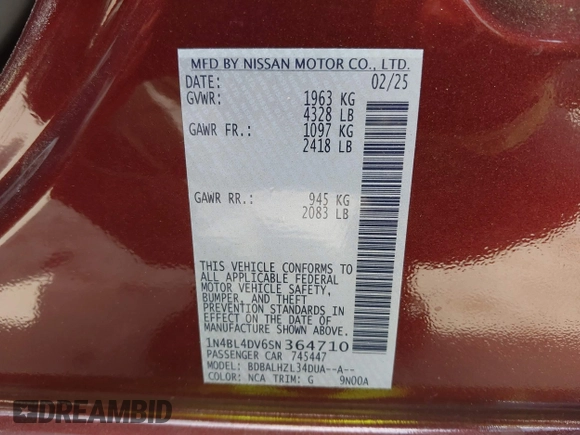 MFD BY NISSAN MOTOR CO., LTD.
DATE: 02/25
GVWR: 1963 KG
4328 LB
GAWR FR.: 1097 KG
2418 LB
GAWR RR.: 945 KG
2083 LB
THIS VEHICLE CONFORMS TO
ALL APPLICABLE FEDERAL
MOTOR VEHICLE SAFETY,
BUMPER, AND THEFT
PREVENTION STANDARDS IN
EFFECT ON THE DATE OF
MANUFACTURE SHOWN ABOVE.
1N4BL4DV6SN364710
PASSENGER CAR 745447
MODEL: BDBALHZL34DUA--A--
COLOR: NCA TRIM: G 9N00A
DREAMBID